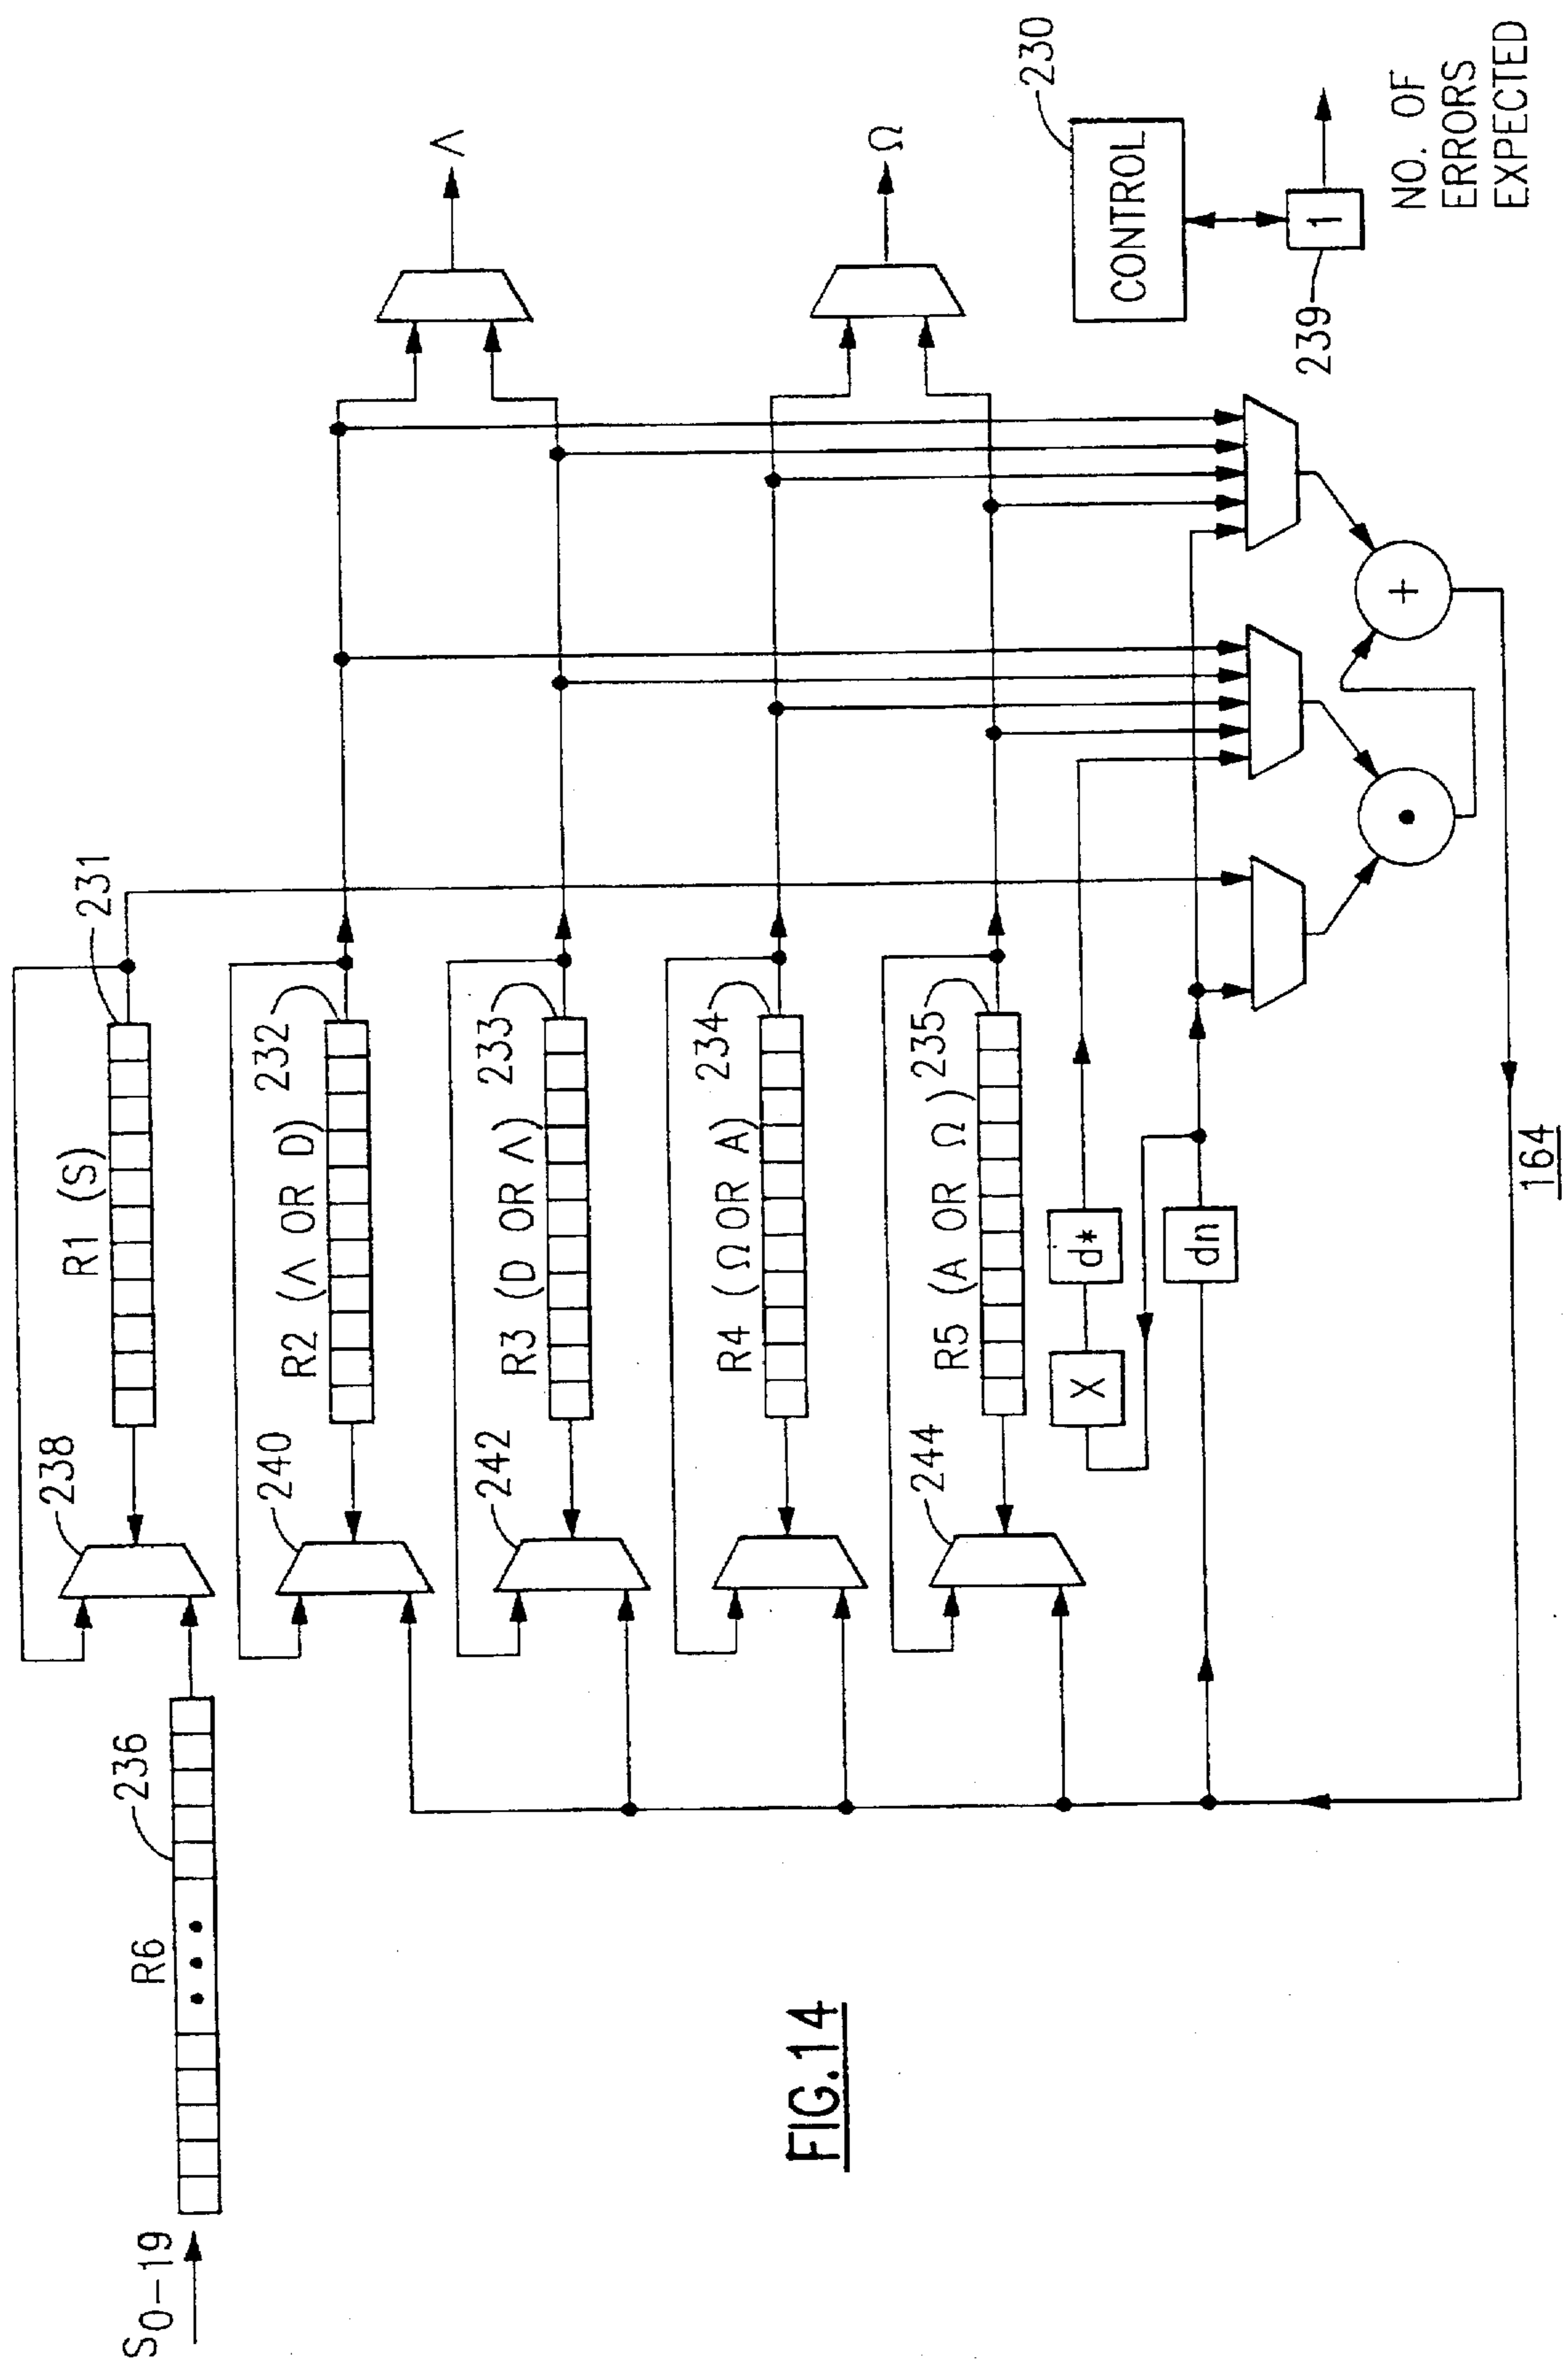 S0-19
R6
236
238
R1 (S)
231
240
R2 (Λ OR D)
232
242
R3 (D OR Λ)
233
R4 (Ω OR A)
234
244
R5 (A OR Ω)
235
X
d*
dn
Λ
Ω
•
+
CONTROL
230
1
239
NO. OF
ERRORS
EXPECTED
164
FIG.14